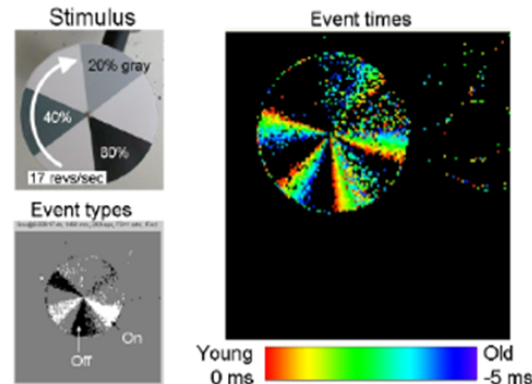 Stimulus
20% gray
40%
80%
17 revs/sec
Event types
On
Off
Event times
Young
0 ms
Old
-5 ms